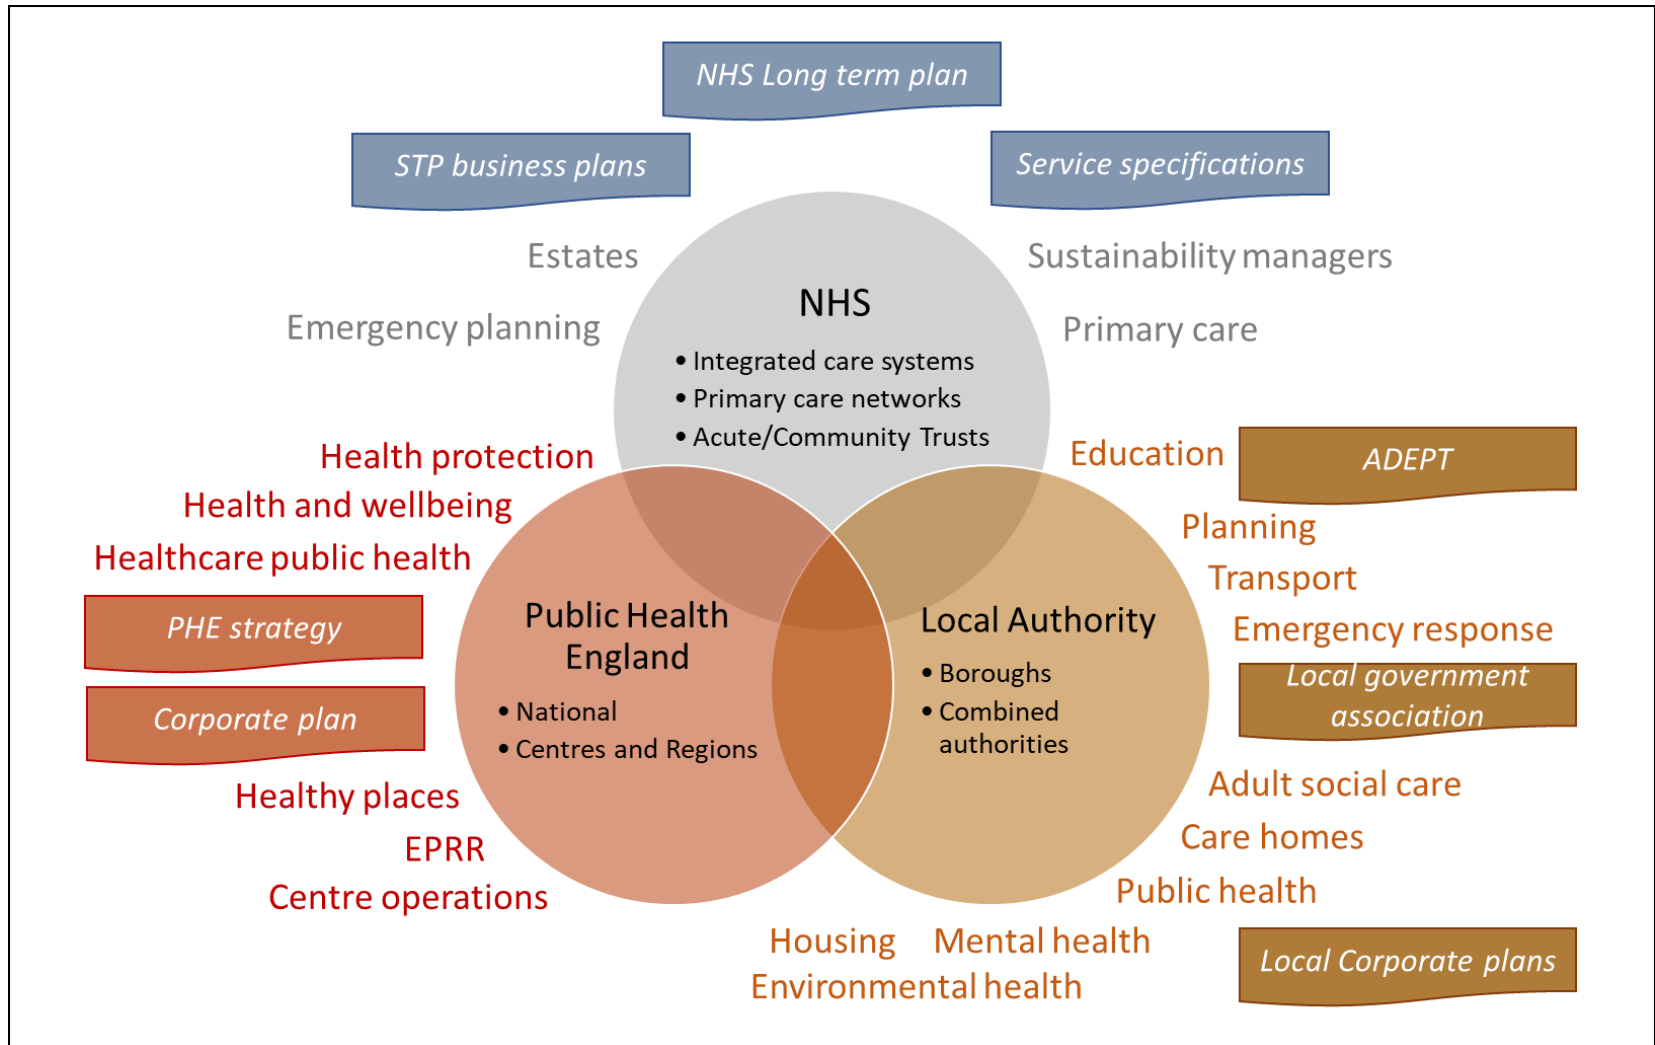 NHS Long term plan
STP business plans
Service specifications
Estates
Sustainability managers
Emergency planning
Primary care
NHS
• Integrated care systems
• Primary care networks
• Acute/Community Trusts
Health protection
Health and wellbeing
Healthcare public health
PHE strategy
Corporate plan
Healthy places
EPRR
Centre operations
Public Health
England
• National
• Centres and Regions
Local Authority
• Boroughs
• Combined
authorities
Education
ADEPT
Planning
Transport
Emergency response
Local government
association
Adult social care
Care homes
Public health
Housing
Mental health
Environmental health
Local Corporate plans